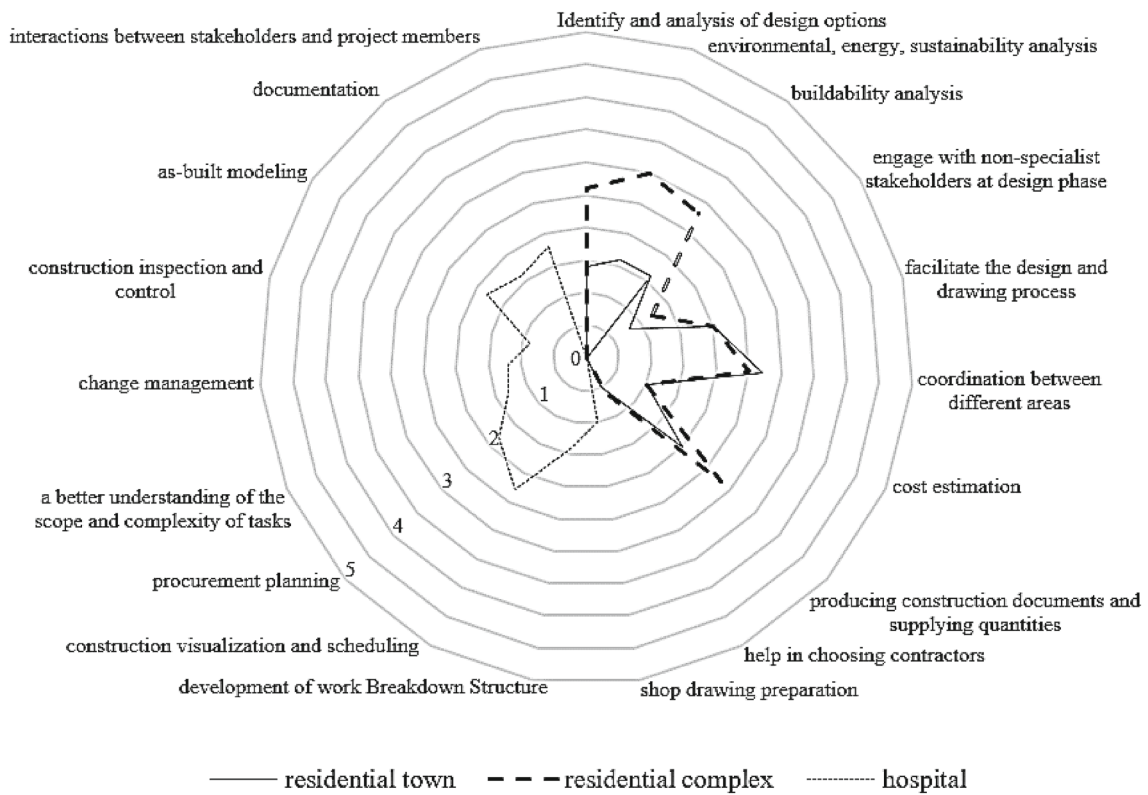 Identify and analysis of design options
interactions between stakeholders and project members
environmental, energy, sustainability analysis
documentation
buildability analysis
as-built modeling
engage with non-specialist
stakeholders at design phase
construction inspection and
control
facilitate the design and
drawing process
change management
coordination between
different areas
0
1
2
3
4
5
a better understanding of the
scope and complexity of tasks
cost estimation
procurement planning
producing construction documents and
supplying quantities
construction visualization and scheduling
help in choosing contractors
development of work Breakdown Structure
shop drawing preparation
residential town
residential complex
hospital